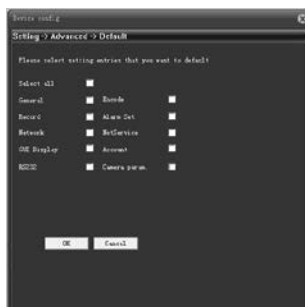 Device config
Setting -> Advanced -> Default
Please select setting entries that you want to default
Select all
General Encode
Record Alarm Set
Network NetService
GUI Display Account
RS232 Camera param.
OK Cancel